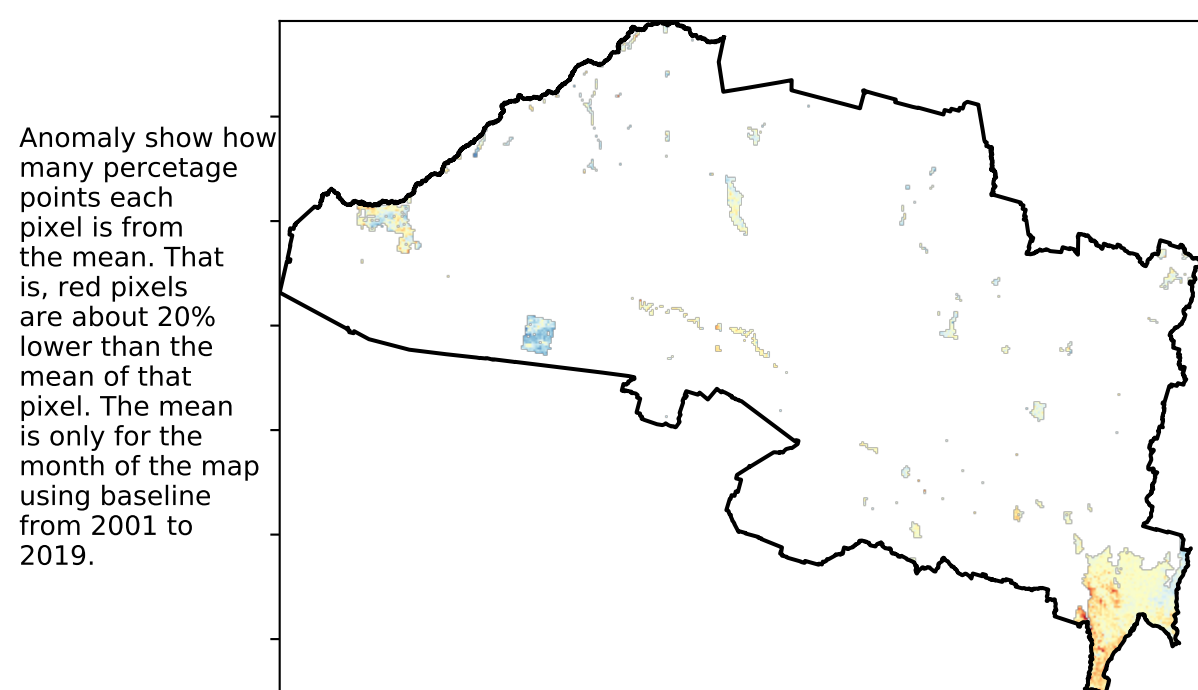 Anomaly show how
many percetage
points each
pixel is from
the mean. That
is, red pixels
are about 20%
lower than the
mean of that
pixel. The mean
is only for the
month of the map
using baseline
from 2001 to
2019.